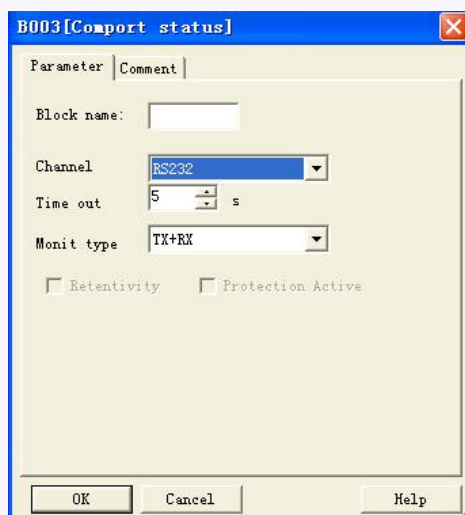 B003[Comport status]
Parameter Comment
Block name:
Channel RS232
Time out 5 s
Monit type TX+RX
Retentivity Protection Active
OK Cancel Help